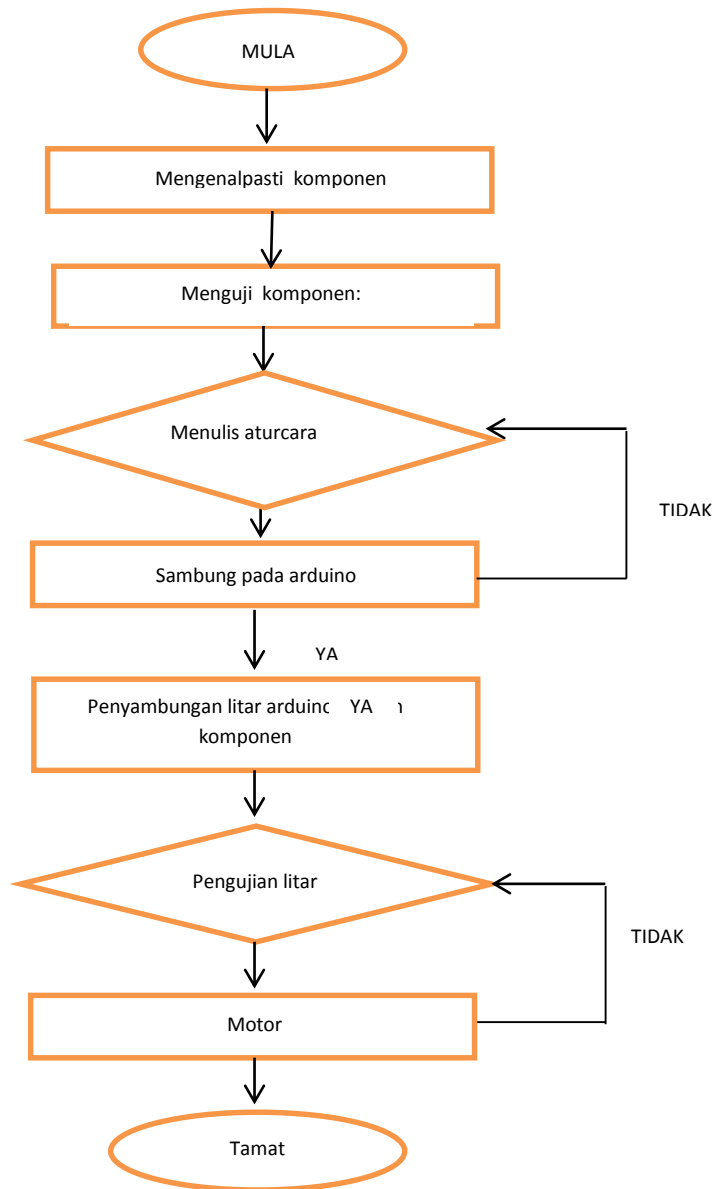 MULA
Mengenalpasti komponen
Menguji komponen:
Menulis aturcara
TIDAK
Sambung pada arduino
YA
Penyambungan litar YA
komponen
Pengujian litar
TIDAK
Motor
Tamat